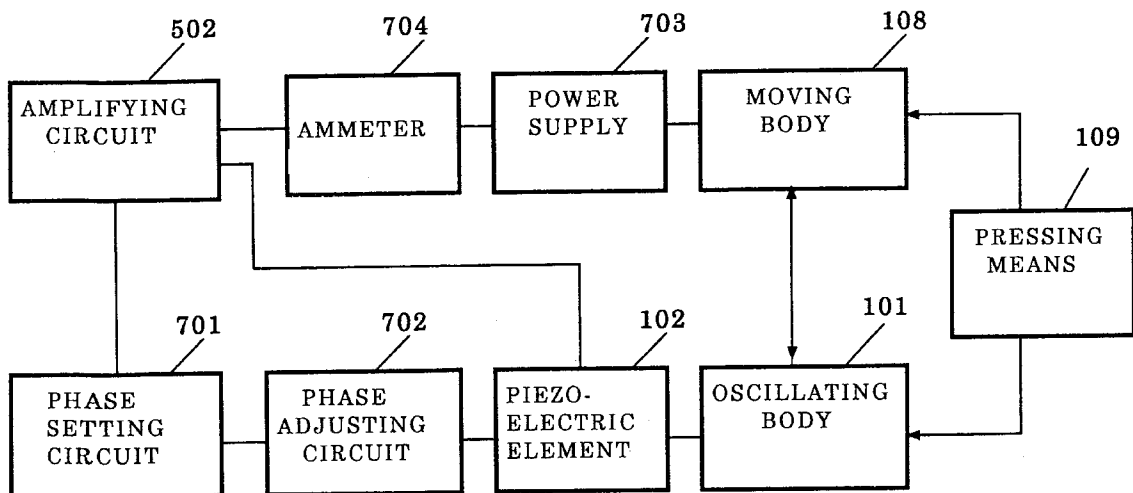 502
704
703
108
AMPLIFYING
CIRCUIT
AMMETER
POWER
SUPPLY
MOVING
BODY
109
PRESSING
MEANS
701
702
102
101
PHASE
SETTING
CIRCUIT
PHASE
ADJUSTING
CIRCUIT
PIEZO-
ELECTRIC
ELEMENT
OSCILLATING
BODY